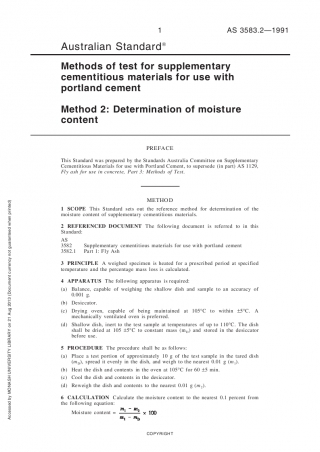 1 AS 3583.2—1991
Australian Standard®
Methods of test for supplementary
cementitious materials for use with
portland cement
Method 2: Determination of moisture
content
PREFACE
This Standard was prepared by the Standards Australia Committee on Supplementary
Cementitious Materials for use with Portland Cement, to supersede (in part) AS 1129,
Fly ash for use in concrete, Part 3: Methods of Test.
METHOD
1 SCOPE This Standard sets out the reference method for determination of the
moisture content of supplementary cementitious materials.
2 REFERENCED DOCUMENT The following document is referred to in this
Standard:
AS
3582 Supplementary cementitious materials for use with portland cement
3582.1 Part 1: Fly Ash
3 PRINCIPLE A weighed specimen is heated for a prescribed period at specified
temperature and the percentage mass loss is calculated.
4 APPARATUS The following apparatus is required:
(a) Balance, capable of weighing the shallow dish and sample to an accuracy of
0.001 g.
(b) Desiccator.
(c) Drying oven, capable of being maintained at 105°C to within ±5°C. A
mechanically ventilated oven is preferred.
(d) Shallow dish, inert to the test sample at temperatures of up to 110°C. The dish
shall be dried at 105 ±5°C to constant mass (m₀) and stored in the desiccator
before use.
5 PROCEDURE The procedure shall be as follows:
(a) Place a test portion of approximately 10 g of the test sample in the tared dish
(m₀), spread it evenly in the dish, and weigh to the nearest 0.01 g (m₁).
(b) Heat the dish and contents in the oven at 105°C for 60 ±5 min.
(c) Cool the dish and contents in the desiccator.
(d) Reweigh the dish and contents to the nearest 0.01 g (m₂).
6 CALCULATION Calculate the moisture content to the nearest 0.1 percent from
the following equation:
Moisture content = (m₁ − m₂)/(m₁ − m₀) × 100
COPYRIGHT
Accessed by MONASH UNIVERSITY LIBRARY on 21 Aug 2013 (Document currency not guaranteed when printed)